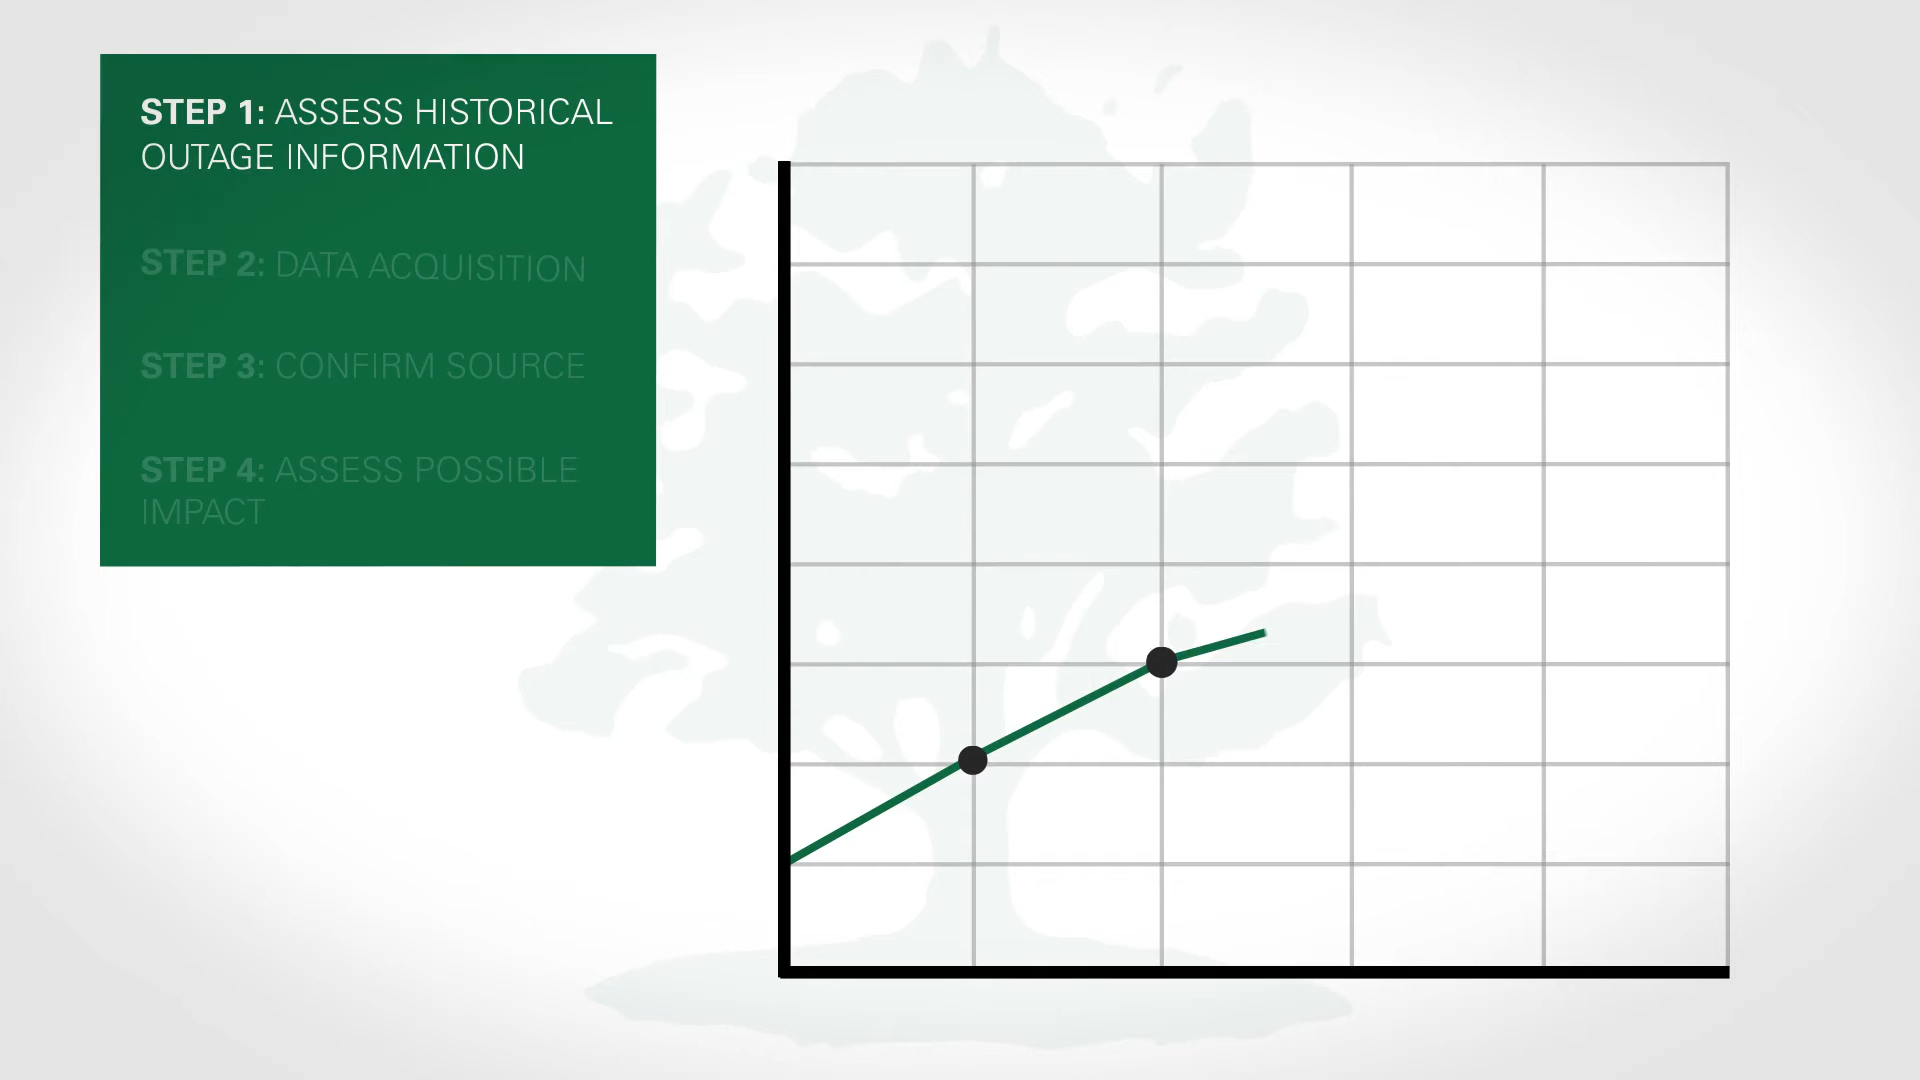 STEP 1: ASSESS HISTORICAL
OUTAGE INFORMATION
STEP 2: DATA ACQUISITION
STEP 3: CONFIRM SOURCE
STEP 4: ASSESS POSSIBLE
IMPACT